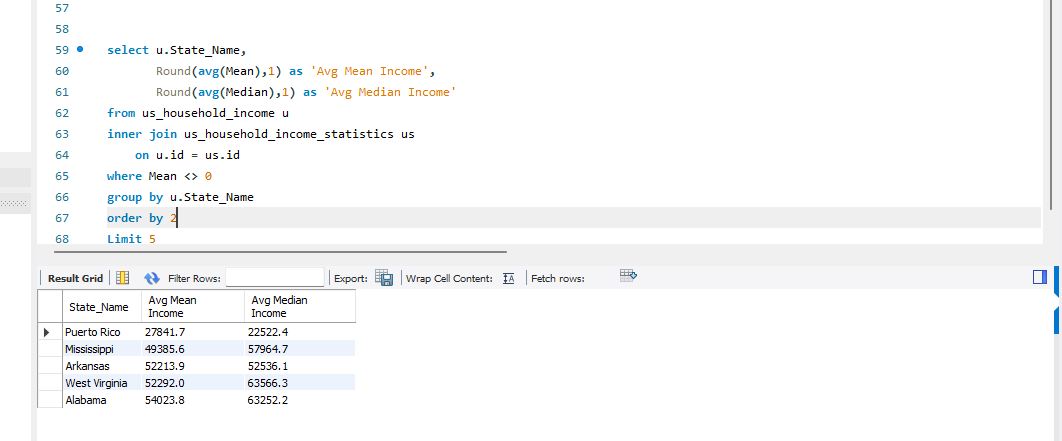 57
58
59 select u.State_Name,
60 Round(avg(Mean),1) as 'Avg Mean Income',
61 Round(avg(Median),1) as 'Avg Median Income'
62 from us_household_income u
63 inner join us_household_income_statistics us
64 on u.id = us.id
65 where Mean <> 0
66 group by u.State_Name
67 order by 2
68 Limit 5
Result Grid Filter Rows: Export: Wrap Cell Content: IA Fetch rows:
State_Name Avg Mean Income Avg Median Income
Puerto Rico 27841.7 22522.4
Mississippi 49385.6 57964.7
Arkansas 52213.9 52536.1
West Virginia 52292.0 63566.3
Alabama 54023.8 63252.2